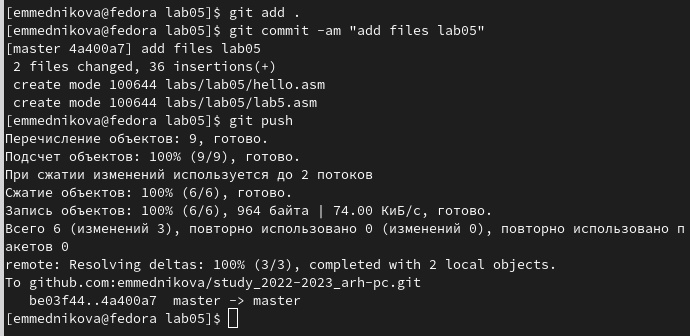 [emmednikova@fedora lab05]$ git add .
[emmednikova@fedora lab05]$ git commit -am "add files lab05"
[master 4a400a7] add files lab05
 2 files changed, 36 insertions(+)
 create mode 100644 labs/lab05/hello.asm
 create mode 100644 labs/lab05/lab5.asm
[emmednikova@fedora lab05]$ git push
Перечисление объектов: 9, готово.
Подсчет объектов: 100% (9/9), готово.
При сжатии изменений используется до 2 потоков
Сжатие объектов: 100% (6/6), готово.
Запись объектов: 100% (6/6), 964 байта | 74.00 КиБ/с, готово.
Всего 6 (изменений 3), повторно использовано 0 (изменений 0), повторно использовано п
акетов 0
remote: Resolving deltas: 100% (3/3), completed with 2 local objects.
To github.com:emmednikova/study_2022-2023_arh-pc.git
   be03f44..4a400a7  master -> master
[emmednikova@fedora lab05]$